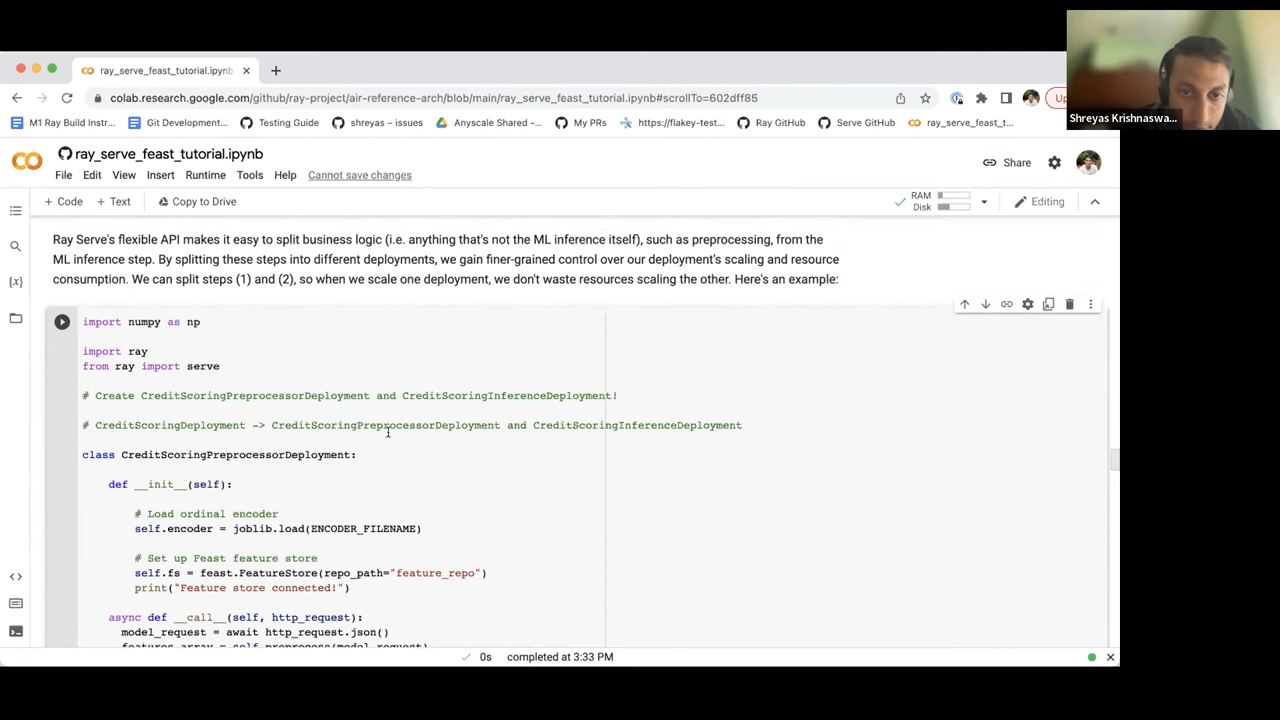 ray_serve_feast_tutorial.ipynb
colab.research.google.com/github/ray-project/air-reference-arch/blob/main/ray_serve_feast_tutorial.ipynb#scrollTo=602dff85
Up
Shreyas Krishnaswa...
M1 Ray Build Instr...
Git Development...
Testing Guide
shreyas – issues
Anyscale Shared -...
My PRs
https://flakey-test...
Ray GitHub
Serve GitHub
ray_serve_feast_t...
ray_serve_feast_tutorial.ipynb
Share
File Edit View Insert Runtime Tools Help Cannot save changes
+ Code + Text Copy to Drive
RAM
Disk
Editing
Ray Serve's flexible API makes it easy to split business logic (i.e. anything that's not the ML inference itself), such as preprocessing, from the
ML inference step. By splitting these steps into different deployments, we gain finer-grained control over our deployment's scaling and resource
consumption. We can split steps (1) and (2), so when we scale one deployment, we don't waste resources scaling the other. Here's an example:
import numpy as np
import ray
from ray import serve
# Create CreditScoringPreprocessorDeployment and CreditScoringInferenceDeployment!
# CreditScoringDeployment -> CreditScoringPreprocessorDeployment and CreditScoringInferenceDeployment
class CreditScoringPreprocessorDeployment:
def __init__(self):
# Load ordinal encoder
self.encoder = joblib.load(ENCODER_FILENAME)
# Set up Feast feature store
self.fs = feast.FeatureStore(repo_path="feature_repo")
print("Feature store connected!")
async def __call__(self, http_request):
model_request = await http_request.json()
features_array = self.preprocess(model_request)
0s completed at 3:33 PM